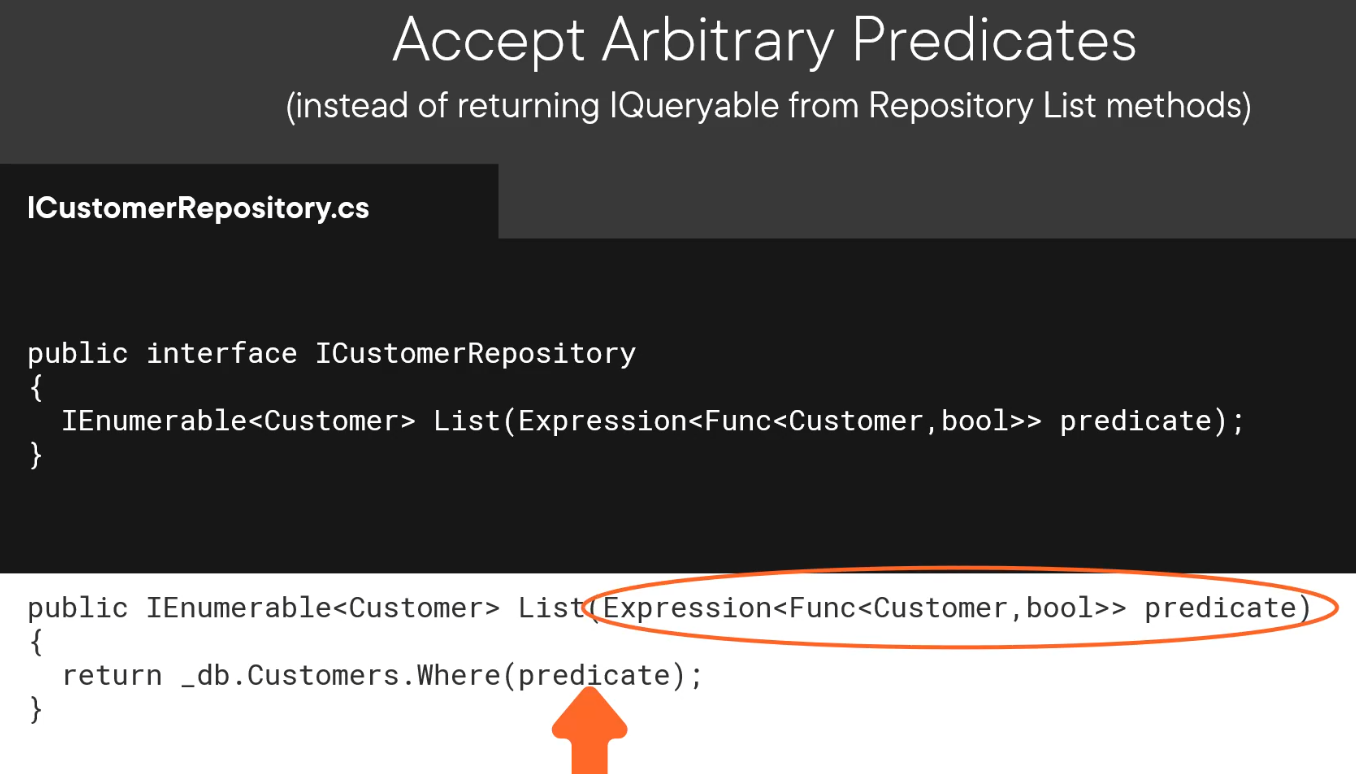 Accept Arbitrary Predicates
(instead of returning IQueryable from Repository List methods)
ICustomerRepository.cs
public interface ICustomerRepository
{
  IEnumerable<Customer> List(Expression<Func<Customer,bool>> predicate);
}
public IEnumerable<Customer> List(Expression<Func<Customer,bool>> predicate)
{
  return _db.Customers.Where(predicate);
}